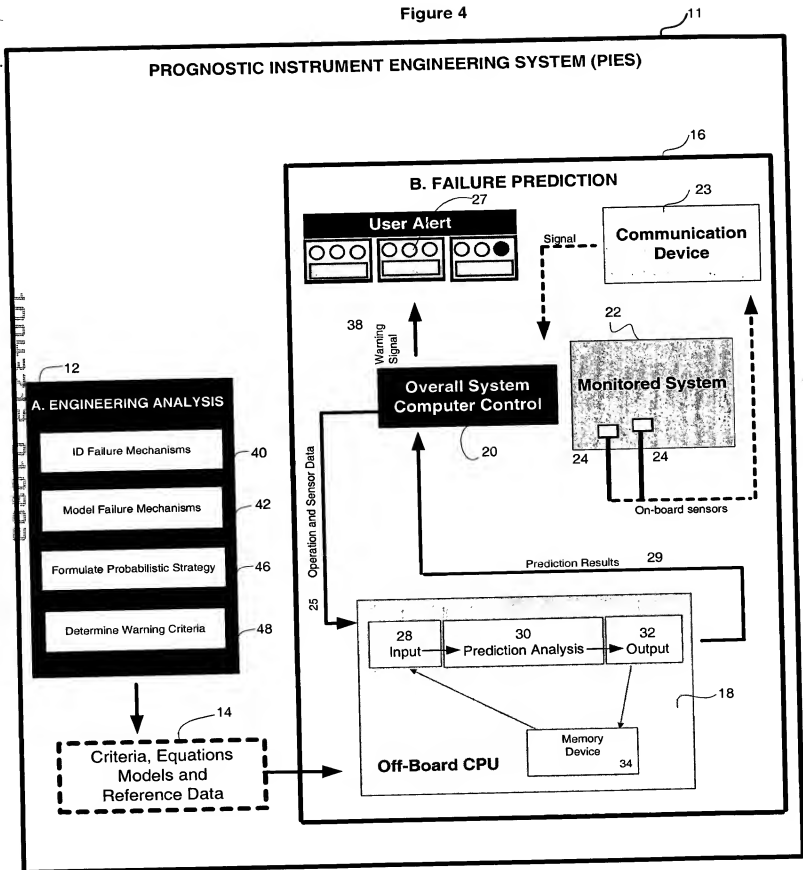 Figure 4
11
PROGNOSTIC INSTRUMENT ENGINEERING SYSTEM (PIES)
16
B. FAILURE PREDICTION
27
User Alert
23
Communication
Device
Signal
38
Warning
Signal
22
Monitored System
24
24
On-board sensors
Overall System
Computer Control
20
12
A. ENGINEERING ANALYSIS
ID Failure Mechanisms
40
Model Failure Mechanisms
42
Formulate Probabilistic Strategy
46
Determine Warning Criteria
48
Operation and Sensor Data
25
Prediction Results
29
28
Input
30
Prediction Analysis
32
Output
18
Memory
Device
34
Off-Board CPU
14
Criteria, Equations
Models and
Reference Data